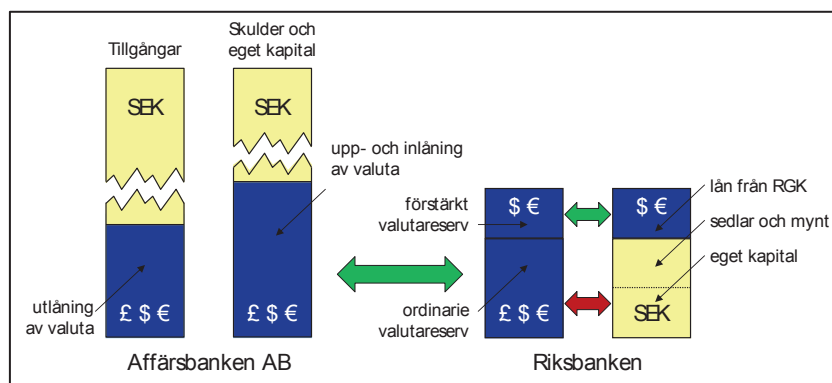 Tillgångar
Skulder och
eget kapital
SEK
SEK
upp- och inlåning
av valuta
utlåning
av valuta
£ $ €
£ $ €
Affärsbanken AB
förstärkt
valutareserv
$ €
$ €
lån från RGK
sedlar och mynt
eget kapital
ordinarie
valutareserv
£ $ €
SEK
Riksbanken